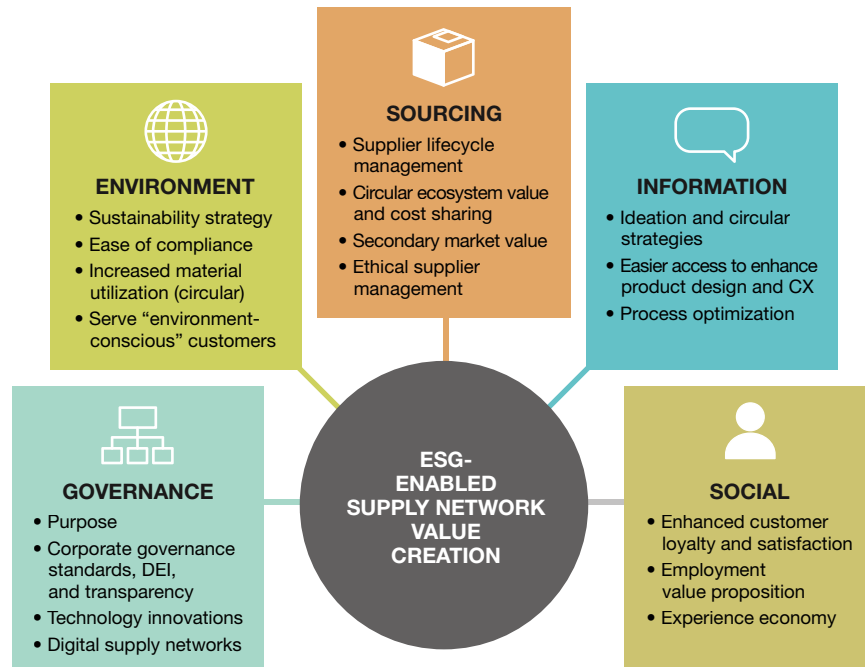 SOURCING
• Supplier lifecycle
management
• Circular ecosystem value
and cost sharing
• Secondary market value
• Ethical supplier
management
ENVIRONMENT
• Sustainability strategy
• Ease of compliance
• Increased material
utilization (circular)
• Serve “environment-
conscious” customers
INFORMATION
• Ideation and circular
strategies
• Easier access to enhance
product design and CX
• Process optimization
GOVERNANCE
• Purpose
• Corporate governance
standards, DEI,
and transparency
• Technology innovations
• Digital supply networks
ESG-
ENABLED
SUPPLY NETWORK
VALUE
CREATION
SOCIAL
• Enhanced customer
loyalty and satisfaction
• Employment
value proposition
• Experience economy